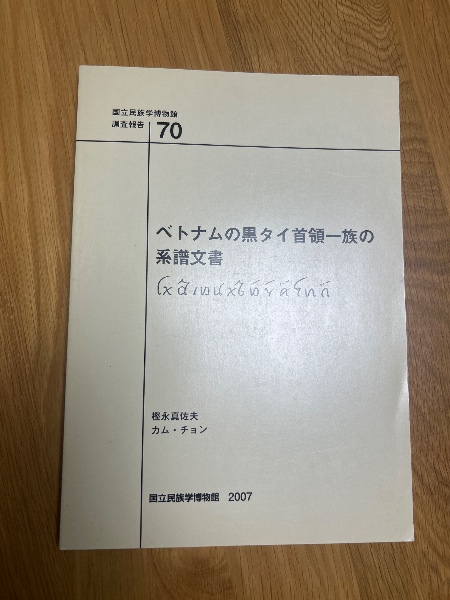 国立民族学博物館
調査報告 70
ベトナムの黒タイ首領一族の
系譜文書
樫永真佐夫
カム・チョン
国立民族学博物館 2007